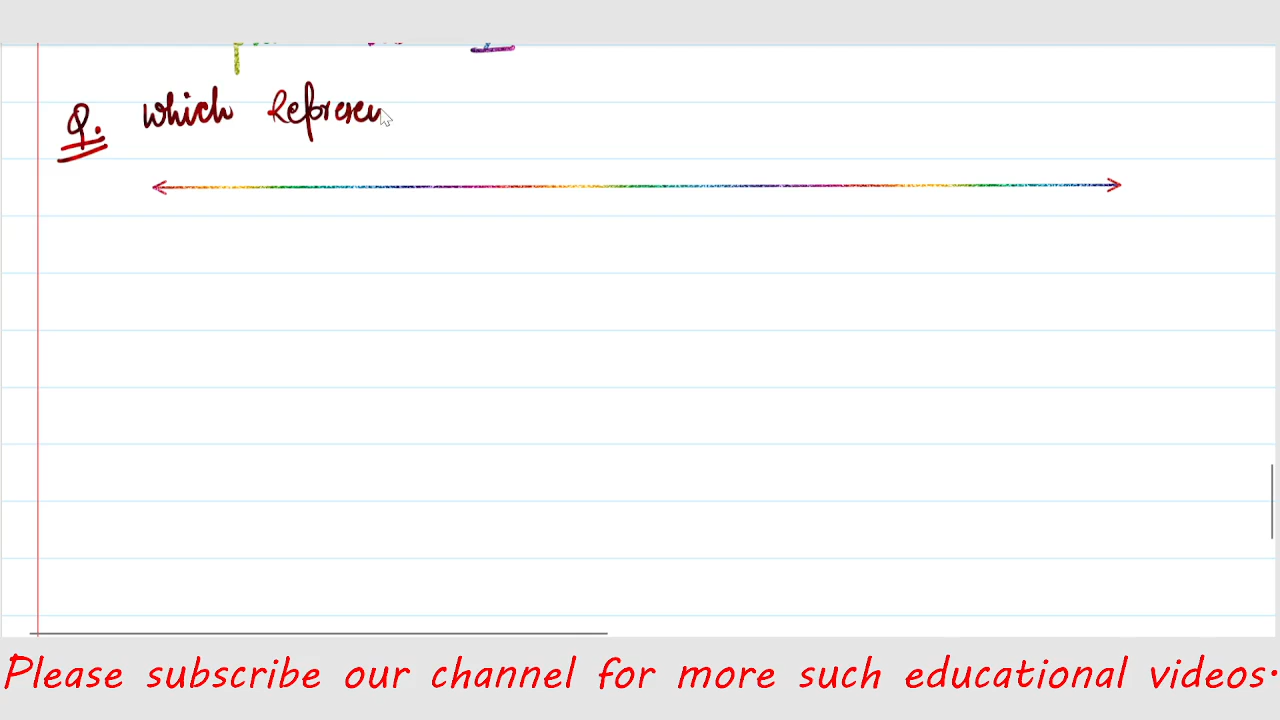 Q. Which Referen
Please subscribe our channel for more such educational videos.